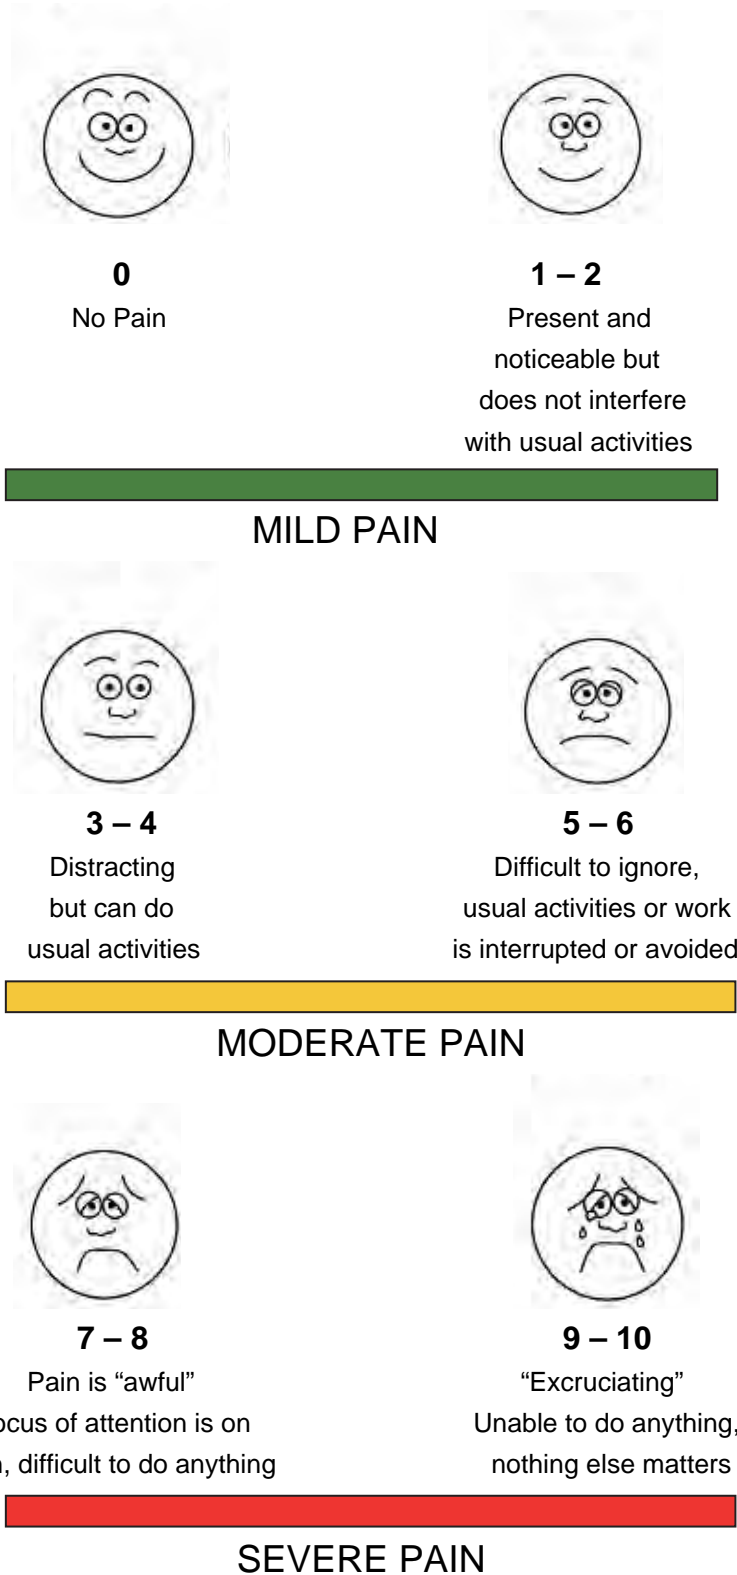 0
No Pain
1 – 2
Present and
noticeable but
does not interfere
with usual activities
MILD PAIN
3 – 4
Distracting
but can do
usual activities
5 – 6
Difficult to ignore,
usual activities or work
is interrupted or avoided
MODERATE PAIN
7 – 8
Pain is “awful”
ocus of attention is on
, difficult to do anything
9 – 10
“Excruciating”
Unable to do anything,
nothing else matters
SEVERE PAIN